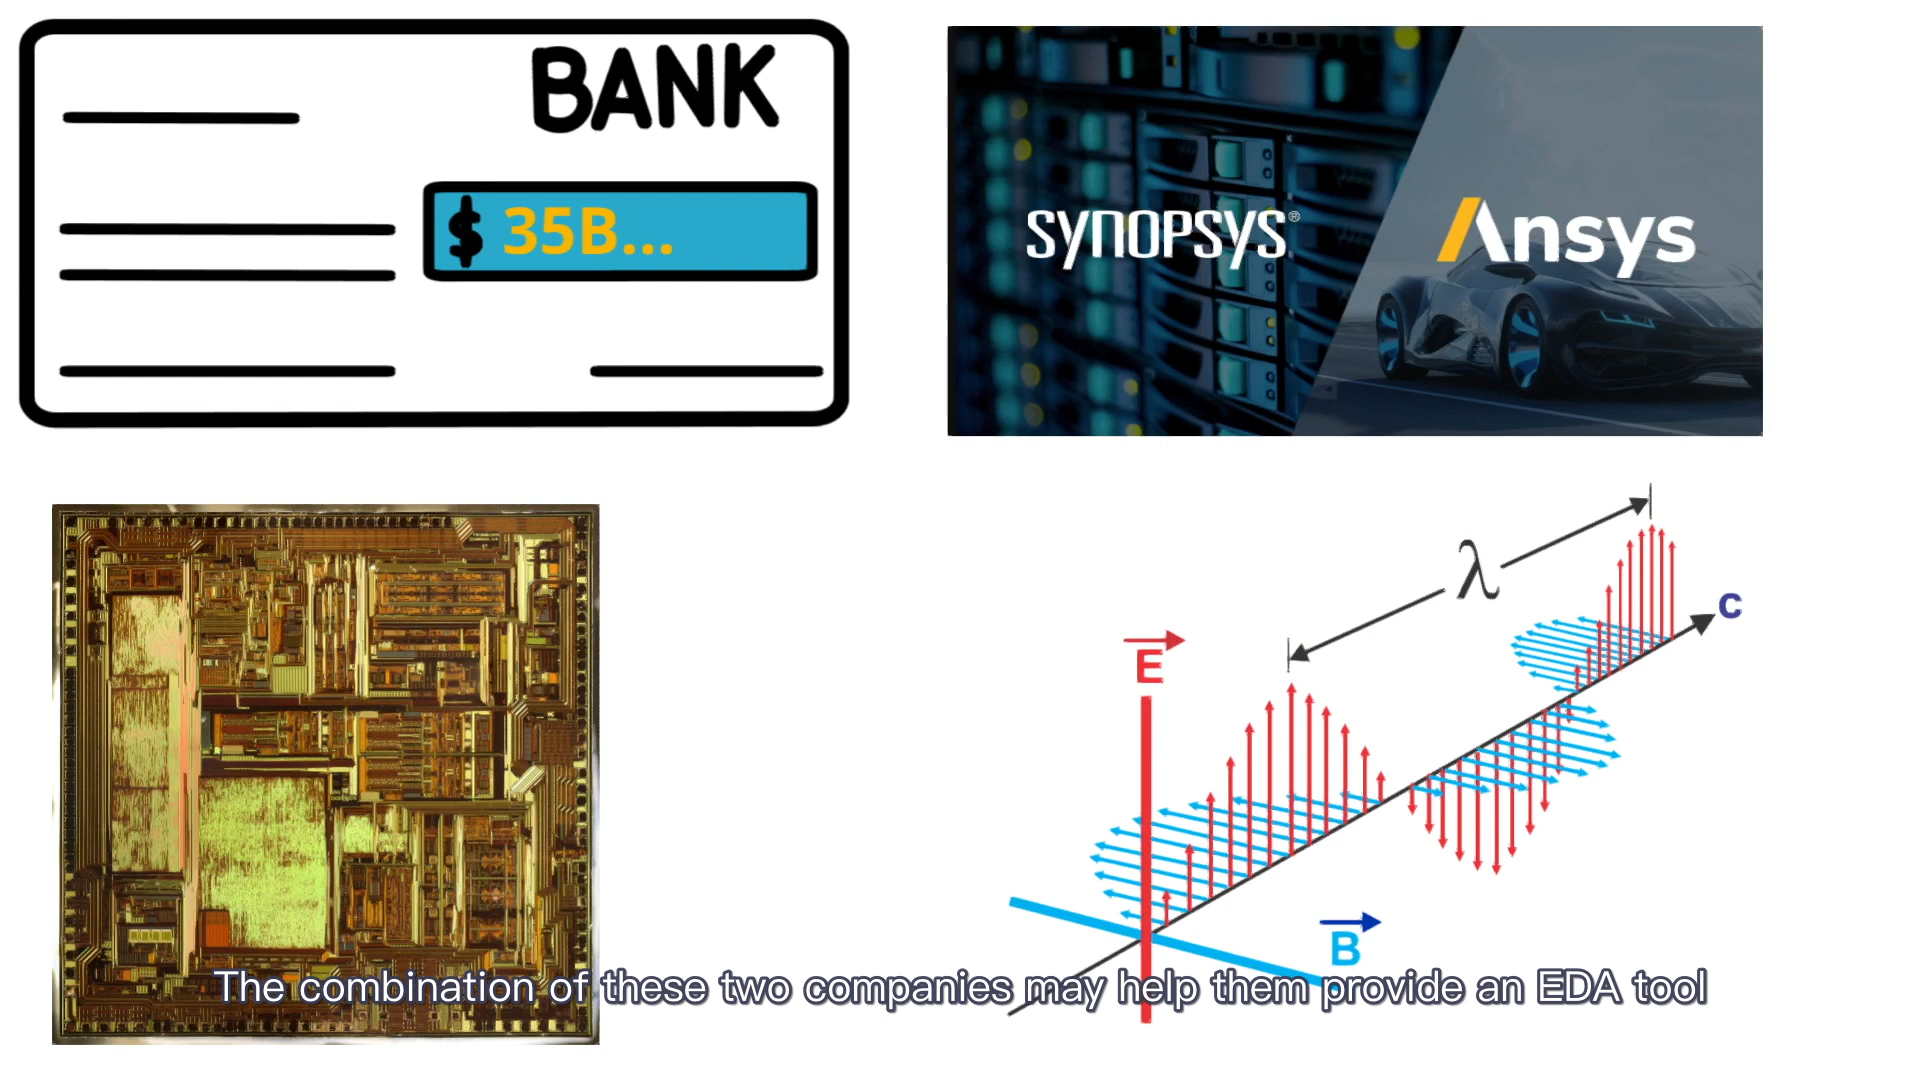 BANK
$ 35B...
SYNOPSYS®
Ansys
λ
c
E
B
The combination of these two companies may help them provide an EDA tool